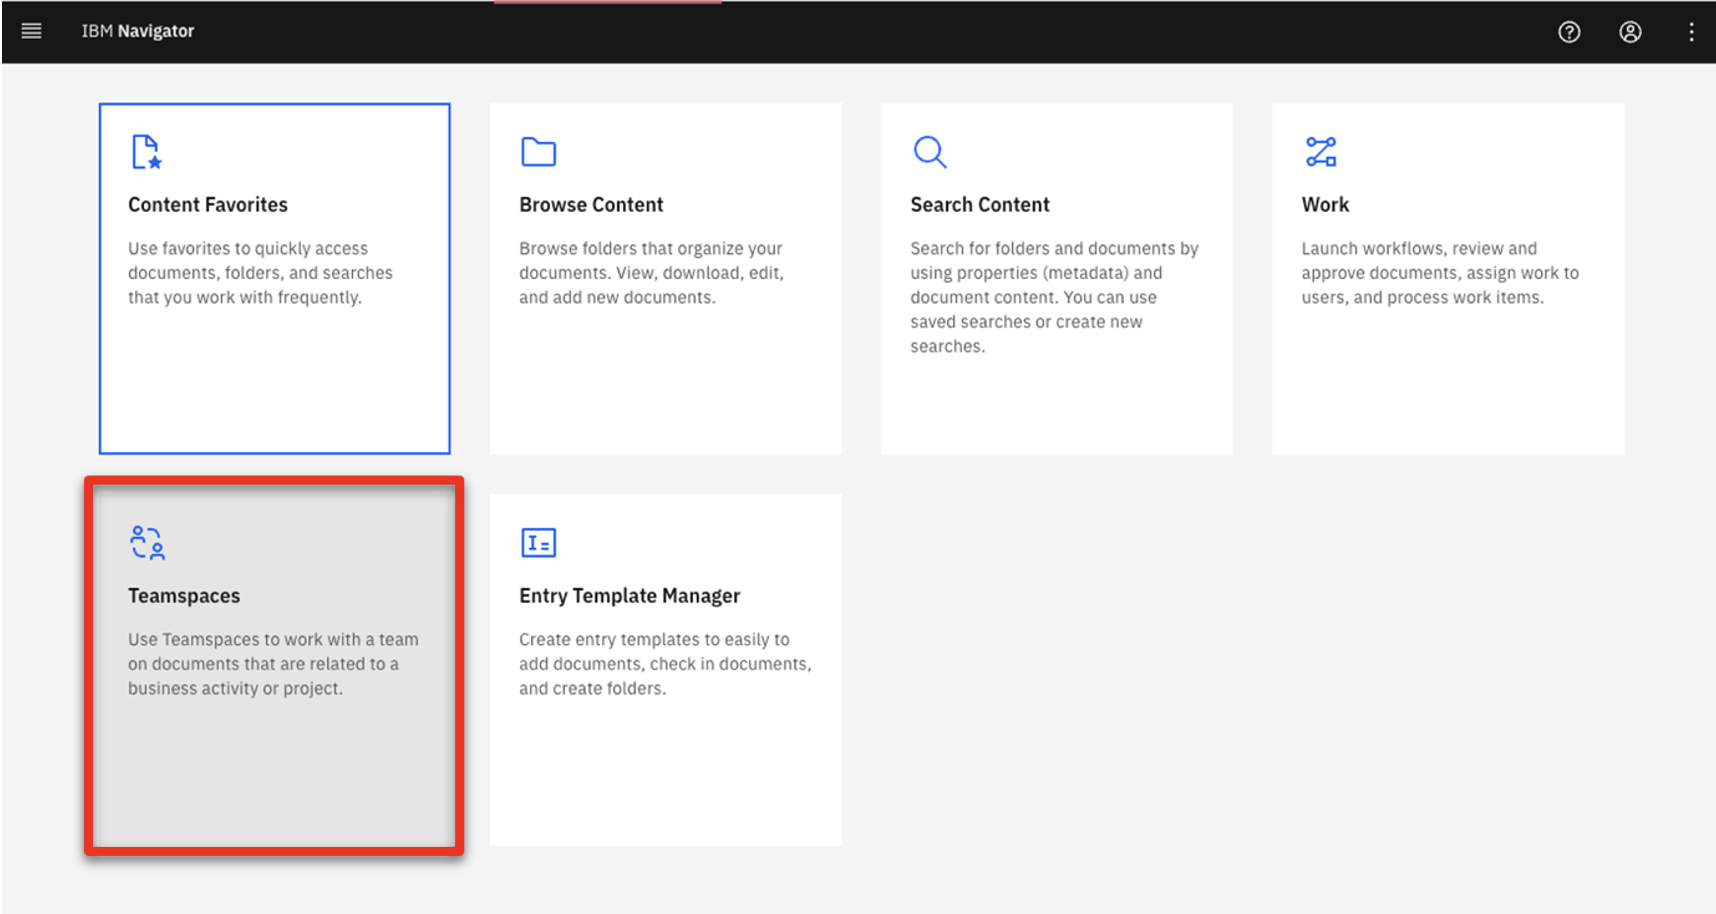 IBM Navigator
Content Favorites
Use favorites to quickly access
documents, folders, and searches
that you work with frequently.
Browse Content
Browse folders that organize your
documents. View, download, edit,
and add new documents.
Search Content
Search for folders and documents by
using properties (metadata) and
document content. You can use
saved searches or create new
searches.
Work
Launch workflows, review and
approve documents, assign work to
users, and process work items.
Teamspaces
Use Teamspaces to work with a team
on documents that are related to a
business activity or project.
Entry Template Manager
Create entry templates to easily to
add documents, check in documents,
and create folders.